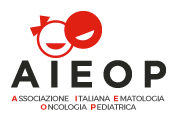 AIEOP
ASSOCIAZIONE ITALIANA EMATOLOGIA
ONCOLOGIA PEDIATRICA